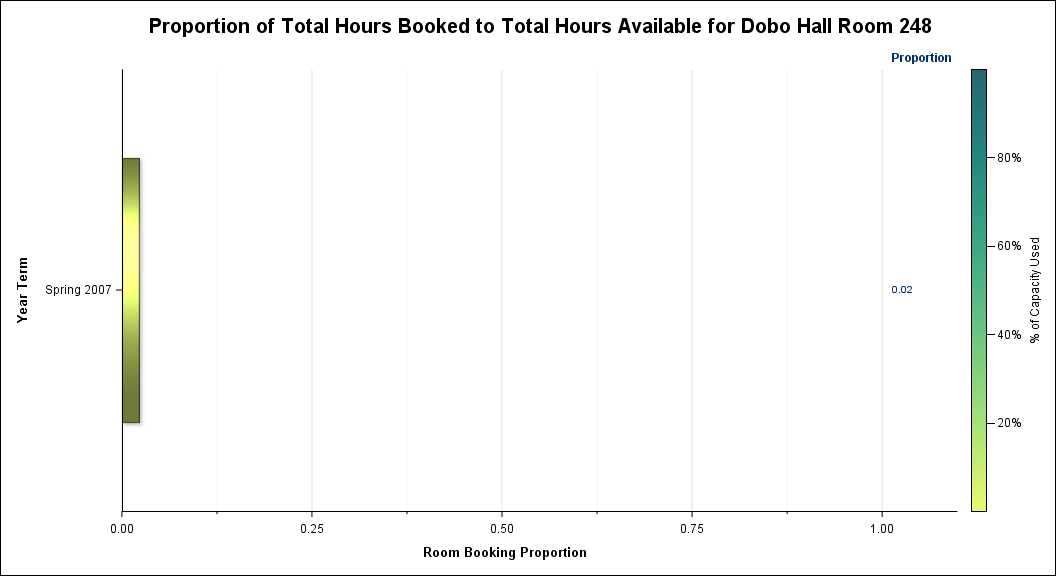 Proportion of Total Hours Booked to Total Hours Available for Dobo Hall Room 248
Proportion
80%
60%
40%
20%
% of Capacity Used
Year Term
Spring 2007
0.02
0.00 0.25 0.50 0.75 1.00
Room Booking Proportion